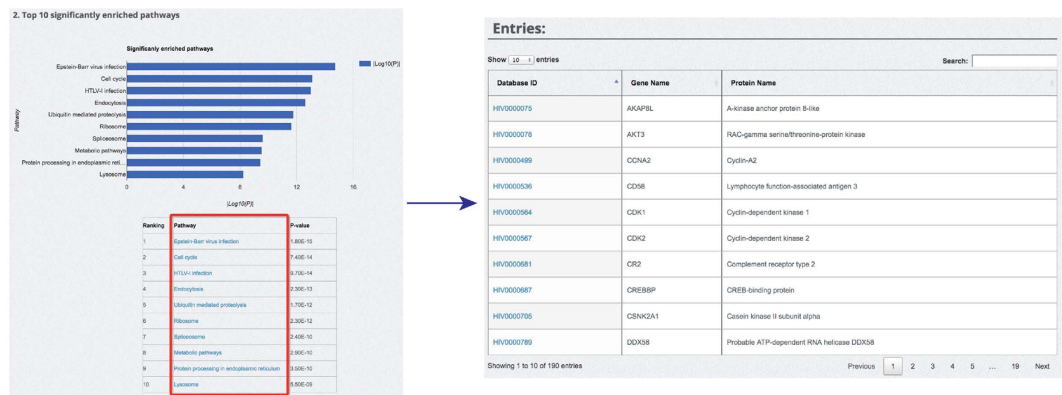 2. Top 10 significantly enriched pathways
Significanly enriched pathways
Epstein-Barr virus infection
Cell cycle
HTLV-I infection
Endocytosis
Ubiquitin mediated proteolysis
Ribosome
Spliceosome
Metabolic pathways
Protein processing in endoplasmic reti...
Lysosome
Pathway
|Log10(P)|
0 4 8 12 16
|Log10(P)|
Ranking Pathway P-value
1 Epstein-Barr virus infection 1.80E-15
2 Cell cycle 7.40E-14
3 HTLV-I infection 9.70E-14
4 Endocytosis 2.30E-13
5 Ubiquitin mediated proteolysis 1.70E-12
6 Ribosome 2.30E-12
7 Spliceosome 2.40E-10
8 Metabolic pathways 2.90E-10
9 Protein processing in endoplasmic reticulum 3.50E-10
10 Lysosome 5.50E-09
Entries:
Show 10 entries
Search:
Database ID Gene Name Protein Name
HIV0000075 AKAP8L A-kinase anchor protein 8-like
HIV0000078 AKT3 RAC-gamma serine/threonine-protein kinase
HIV0000499 CCNA2 Cyclin-A2
HIV0000536 CD58 Lymphocyte function-associated antigen 3
HIV0000564 CDK1 Cyclin-dependent kinase 1
HIV0000567 CDK2 Cyclin-dependent kinase 2
HIV0000681 CR2 Complement receptor type 2
HIV0000687 CREBBP CREB-binding protein
HIV0000705 CSNK2A1 Casein kinase II subunit alpha
HIV0000789 DDX58 Probable ATP-dependent RNA helicase DDX58
Showing 1 to 10 of 190 entries
Previous 1 2 3 4 5 ... 19 Next